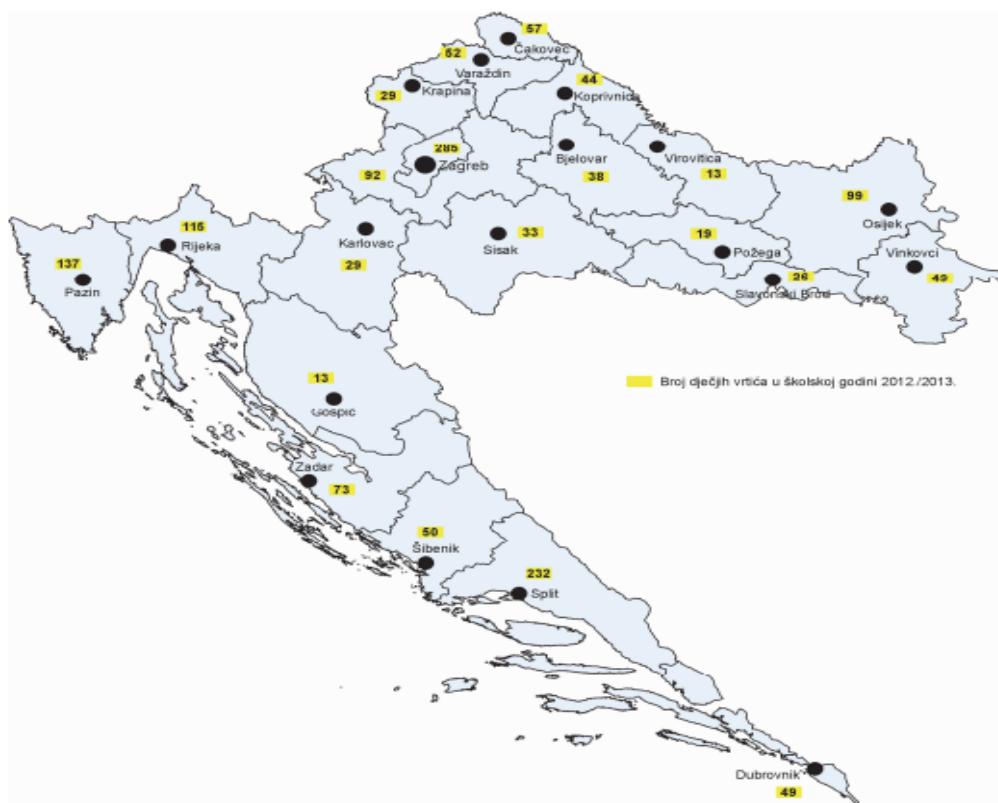 57
Čakovec
52
Varaždin
29
Krapina
44
Koprivnica
285
Zagreb
92
Bjelovar
38
Virovitica
13
99
Osijek
115
Rijeka
137
Pazin
Karlovac
29
33
Sisak
19
Požega
Vinkovci
49
26
Slavonski Brod
13
Gospić
Broj dječjih vrtića u školskoj godini 2012./2013.
Zadar
73
50
Šibenik
232
Split
Dubrovnik
49